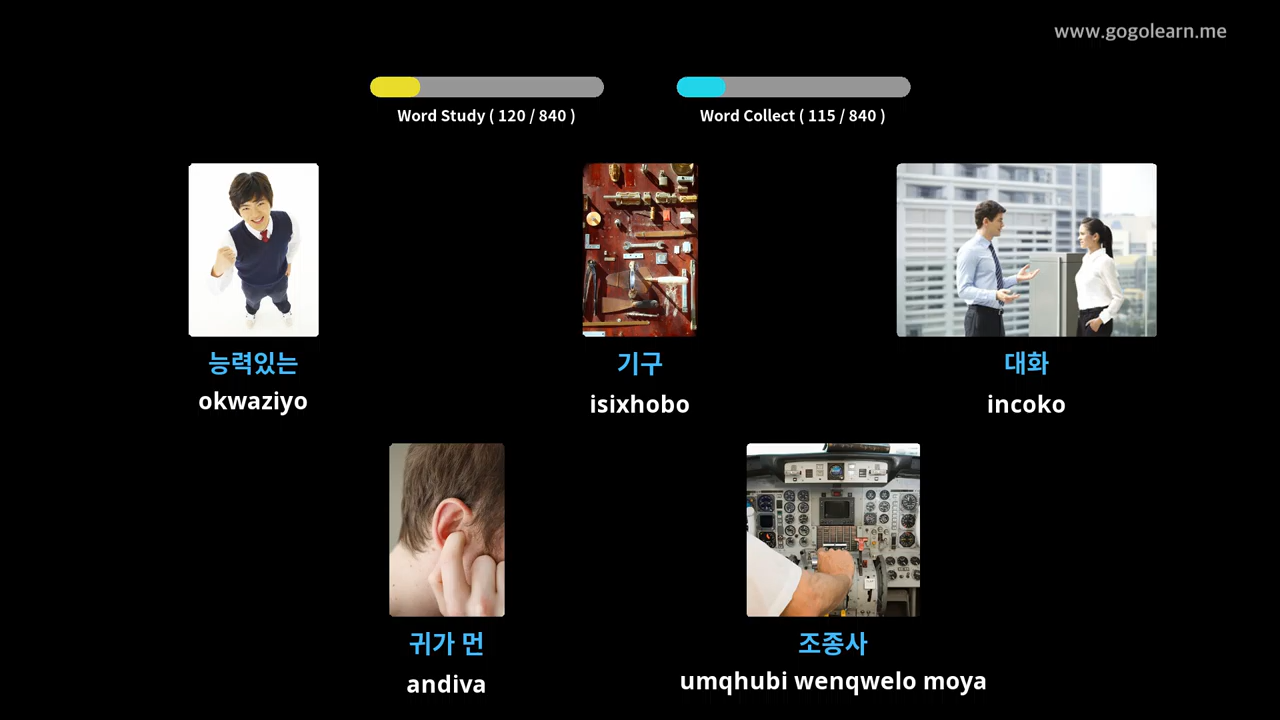 www.gogolearn.me
Word Study ( 120 / 840 )
Word Collect ( 115 / 840 )
능력있는
okwaziyo
기구
isixhobo
대화
incoko
귀가 먼
andiva
조종사
umqhubi wenqwelo moya